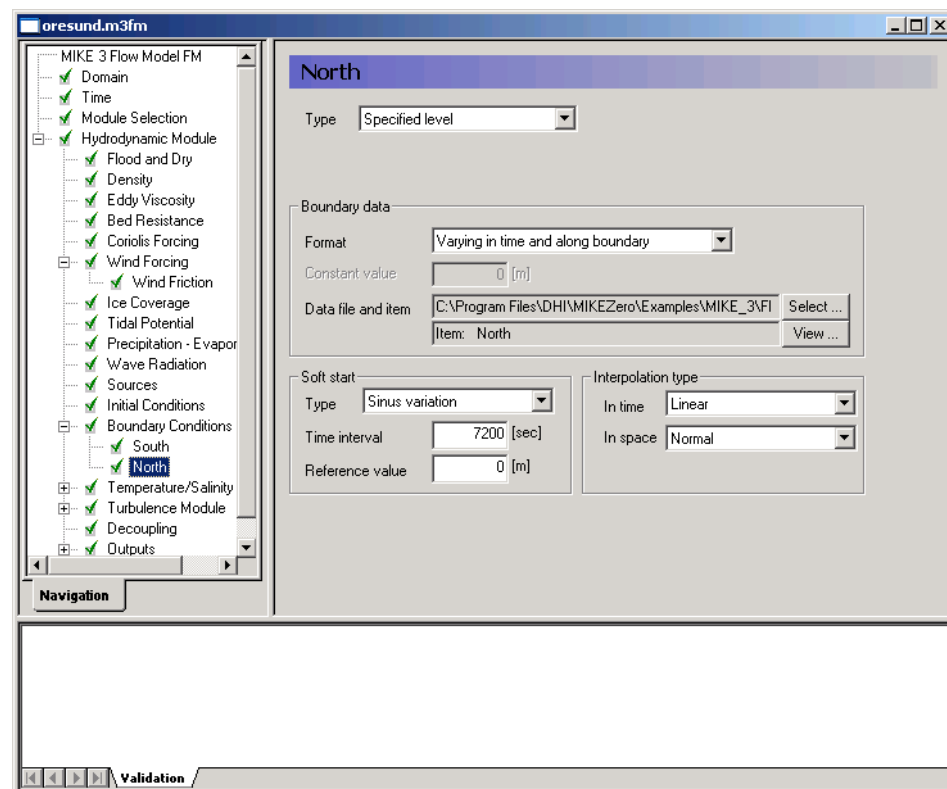 oresund.m3fm
MIKE 3 Flow Model FM
Domain
Time
Module Selection
Hydrodynamic Module
Flood and Dry
Density
Eddy Viscosity
Bed Resistance
Coriolis Forcing
Wind Forcing
Wind Friction
Ice Coverage
Tidal Potential
Precipitation - Evapor
Wave Radiation
Sources
Initial Conditions
Boundary Conditions
South
North
Temperature/Salinity
Turbulence Module
Decoupling
Outputs
Navigation
North
Type Specified level
Boundary data
Format Varying in time and along boundary
Constant value 0 [m]
Data file and item C:\Program Files\DHI\MIKEZero\Examples\MIKE_3\Fl Select ...
Item: North View ...
Soft start
Type Sinus variation
Time interval 7200 [sec]
Reference value 0 [m]
Interpolation type
In time Linear
In space Normal
Validation